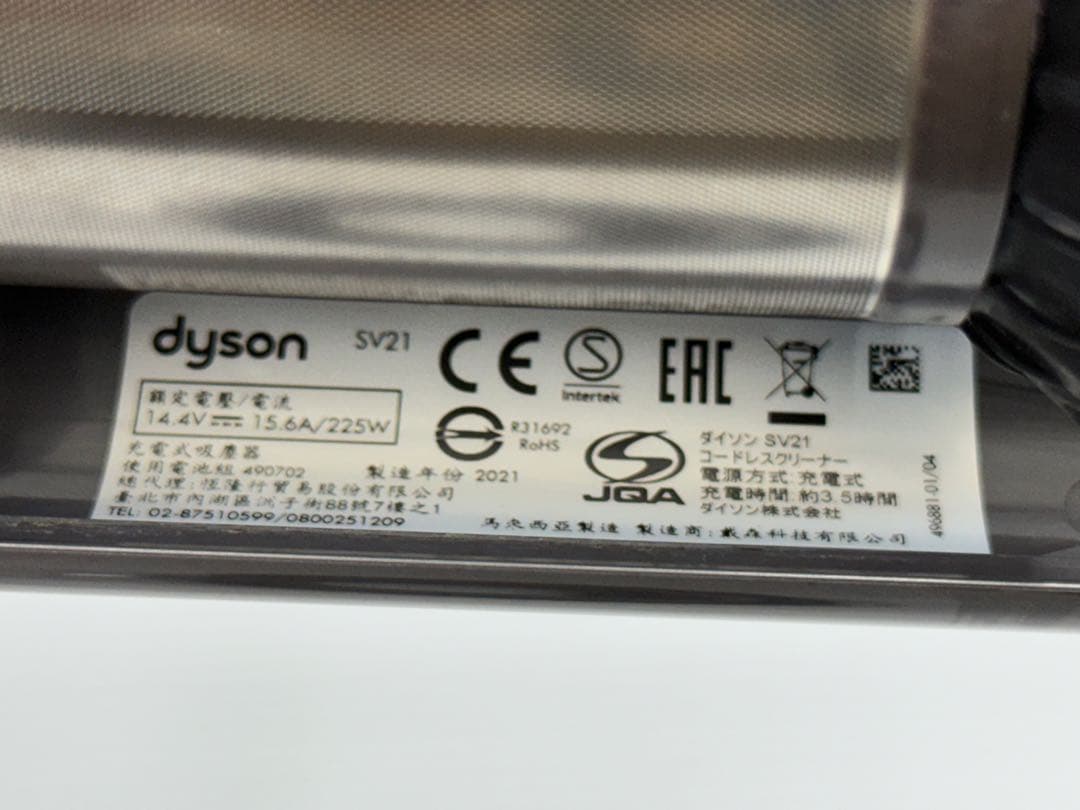 dyson SV21
CE
S
Intertek
EAC
額定電壓/電流
14.4V 15.6A/225W
R31692
RoHS
JQA
ダイソン SV21
コードレスクリーナー
電源方式:充電式
充電時間:約3.5時間
ダイソン株式会社
充電式吸塵器
使用電池組 490702 製造年份 2021
總代理:恆隆行貿易股份有限公司
臺北市內湖區洲子街88號7樓之1
TEL: 02-87510599/0800251209
馬來西亞製造 製造商:戴森科技有限公司
496881-01/04